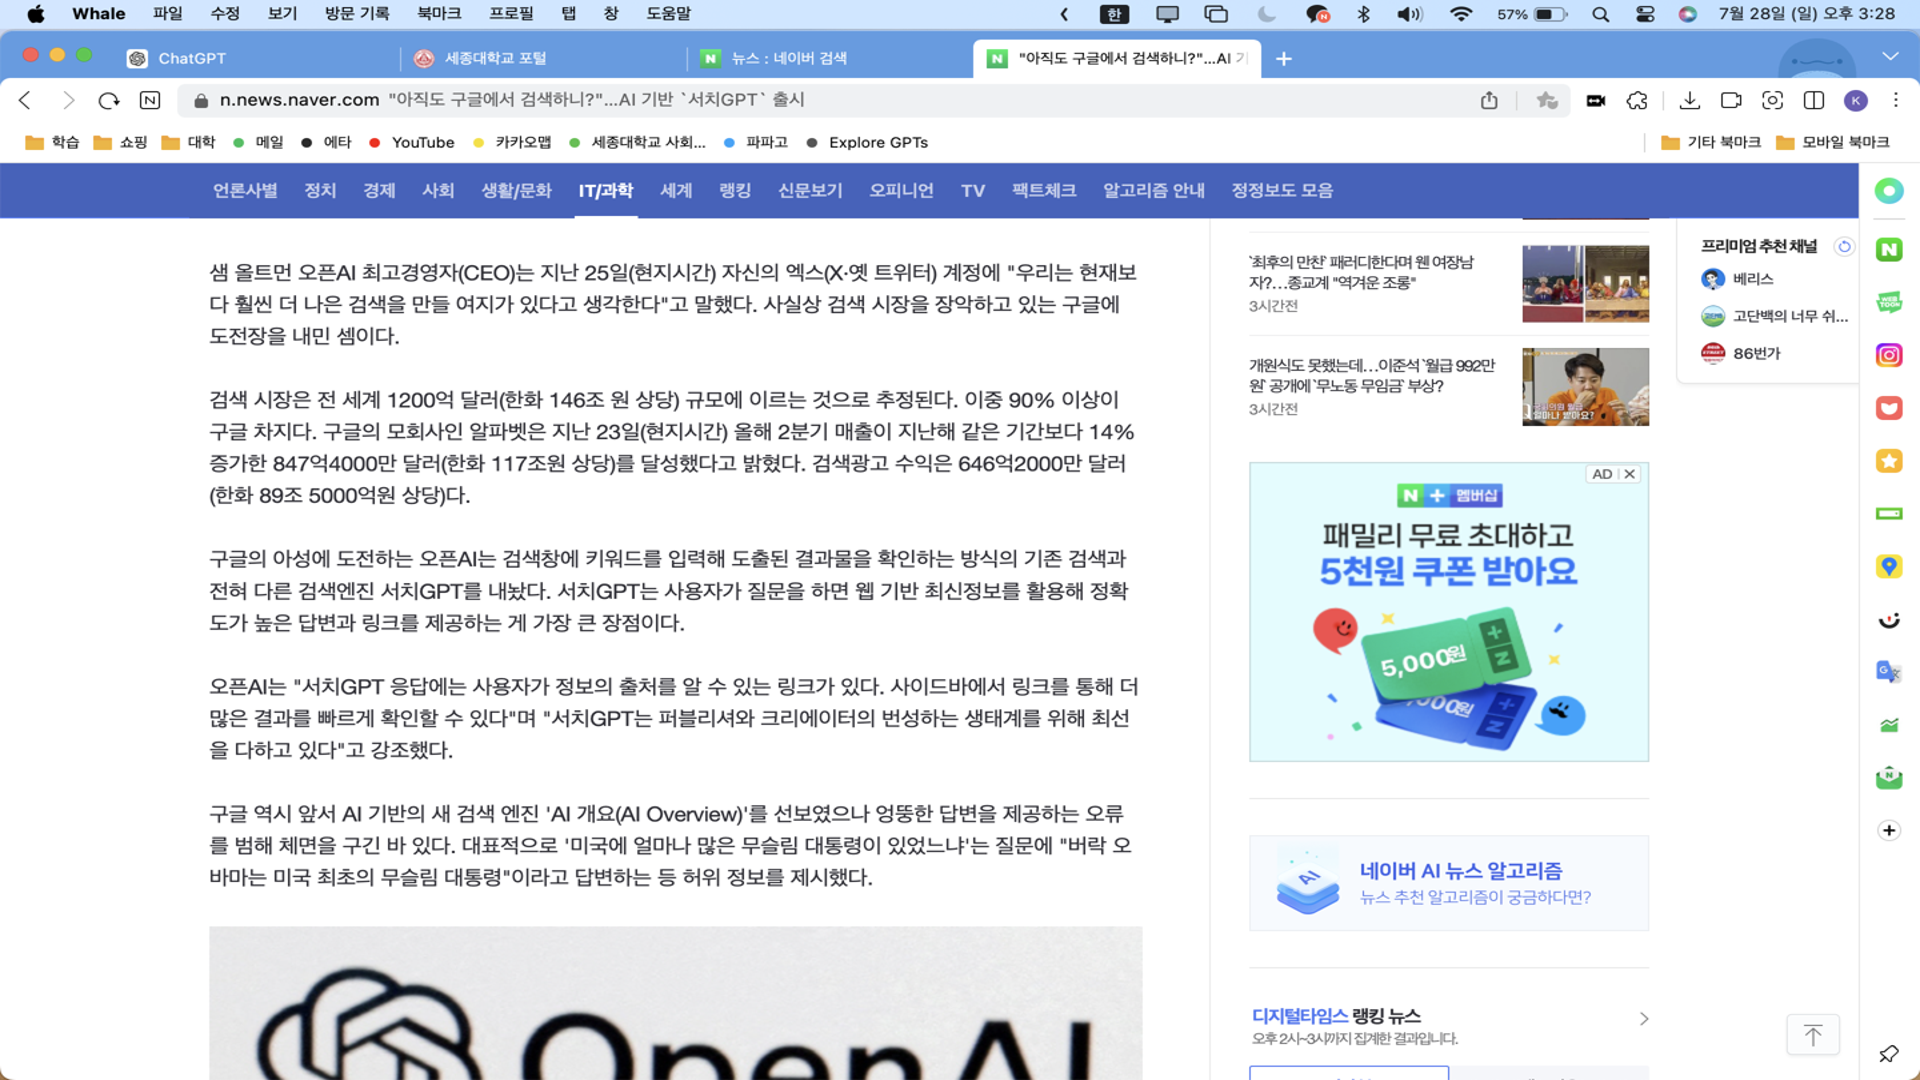 Whale 파일 수정 보기 방문 기록 북마크 프로필 탭 창 도움말 한 57% 7월 28일 (일) 오후 3:28
ChatGPT 세종대학교 포털 뉴스 : 네이버 검색 "아직도 구글에서 검색하니?"...AI 기
n.news.naver.com "아직도 구글에서 검색하니?"...AI 기반 `서치GPT` 출시
학습 쇼핑 대학 메일 에타 YouTube 카카오맵 세종대학교 사회... 파파고 Explore GPTs 기타 북마크 모바일 북마크
언론사별 정치 경제 사회 생활/문화 IT/과학 세계 랭킹 신문보기 오피니언 TV 팩트체크 알고리즘 안내 정정보도 모음
샘 올트먼 오픈AI 최고경영자(CEO)는 지난 25일(현지시간) 자신의 엑스(X·옛 트위터) 계정에 "우리는 현재보
다 훨씬 더 나은 검색을 만들 여지가 있다고 생각한다"고 말했다. 사실상 검색 시장을 장악하고 있는 구글에
도전장을 내민 셈이다.
검색 시장은 전 세계 1200억 달러(한화 146조 원 상당) 규모에 이르는 것으로 추정된다. 이중 90% 이상이
구글 차지다. 구글의 모회사인 알파벳은 지난 23일(현지시간) 올해 2분기 매출이 지난해 같은 기간보다 14%
증가한 847억4000만 달러(한화 117조원 상당)를 달성했다고 밝혔다. 검색광고 수익은 646억2000만 달러
(한화 89조 5000억원 상당)다.
구글의 아성에 도전하는 오픈AI는 검색창에 키워드를 입력해 도출된 결과물을 확인하는 방식의 기존 검색과
전혀 다른 검색엔진 서치GPT를 내놨다. 서치GPT는 사용자가 질문을 하면 웹 기반 최신정보를 활용해 정확
도가 높은 답변과 링크를 제공하는 게 가장 큰 장점이다.
오픈AI는 "서치GPT 응답에는 사용자가 정보의 출처를 알 수 있는 링크가 있다. 사이드바에서 링크를 통해 더
많은 결과를 빠르게 확인할 수 있다"며 "서치GPT는 퍼블리셔와 크리에이터의 번성하는 생태계를 위해 최선
을 다하고 있다"고 강조했다.
구글 역시 앞서 AI 기반의 새 검색 엔진 'AI 개요(AI Overview)'를 선보였으나 엉뚱한 답변을 제공하는 오류
를 범해 체면을 구긴 바 있다. 대표적으로 '미국에 얼마나 많은 무슬림 대통령이 있었느냐'는 질문에 "버락 오
바마는 미국 최초의 무슬림 대통령"이라고 답변하는 등 허위 정보를 제시했다.
OpenAI
`최후의 만찬` 패러디한다며 웬 여장남
자?…종교계 "역겨운 조롱"
3시간전
개원식도 못했는데…이준석 `월급 992만
원` 공개에 `무노동 무임금` 부상?
3시간전
국회의원 월급
얼마나 받아요?
AD X
N + 멤버십
패밀리 무료 초대하고
5천원 쿠폰 받아요
5,000원
네이버 AI 뉴스 알고리즘
뉴스 추천 알고리즘이 궁금하다면?
AI
디지털타임스 랭킹 뉴스
오후 2시~3시까지 집계한 결과입니다.
프리미엄 추천 채널
베리스
고단백의 너무 쉬...
86번가
WEB
TOON